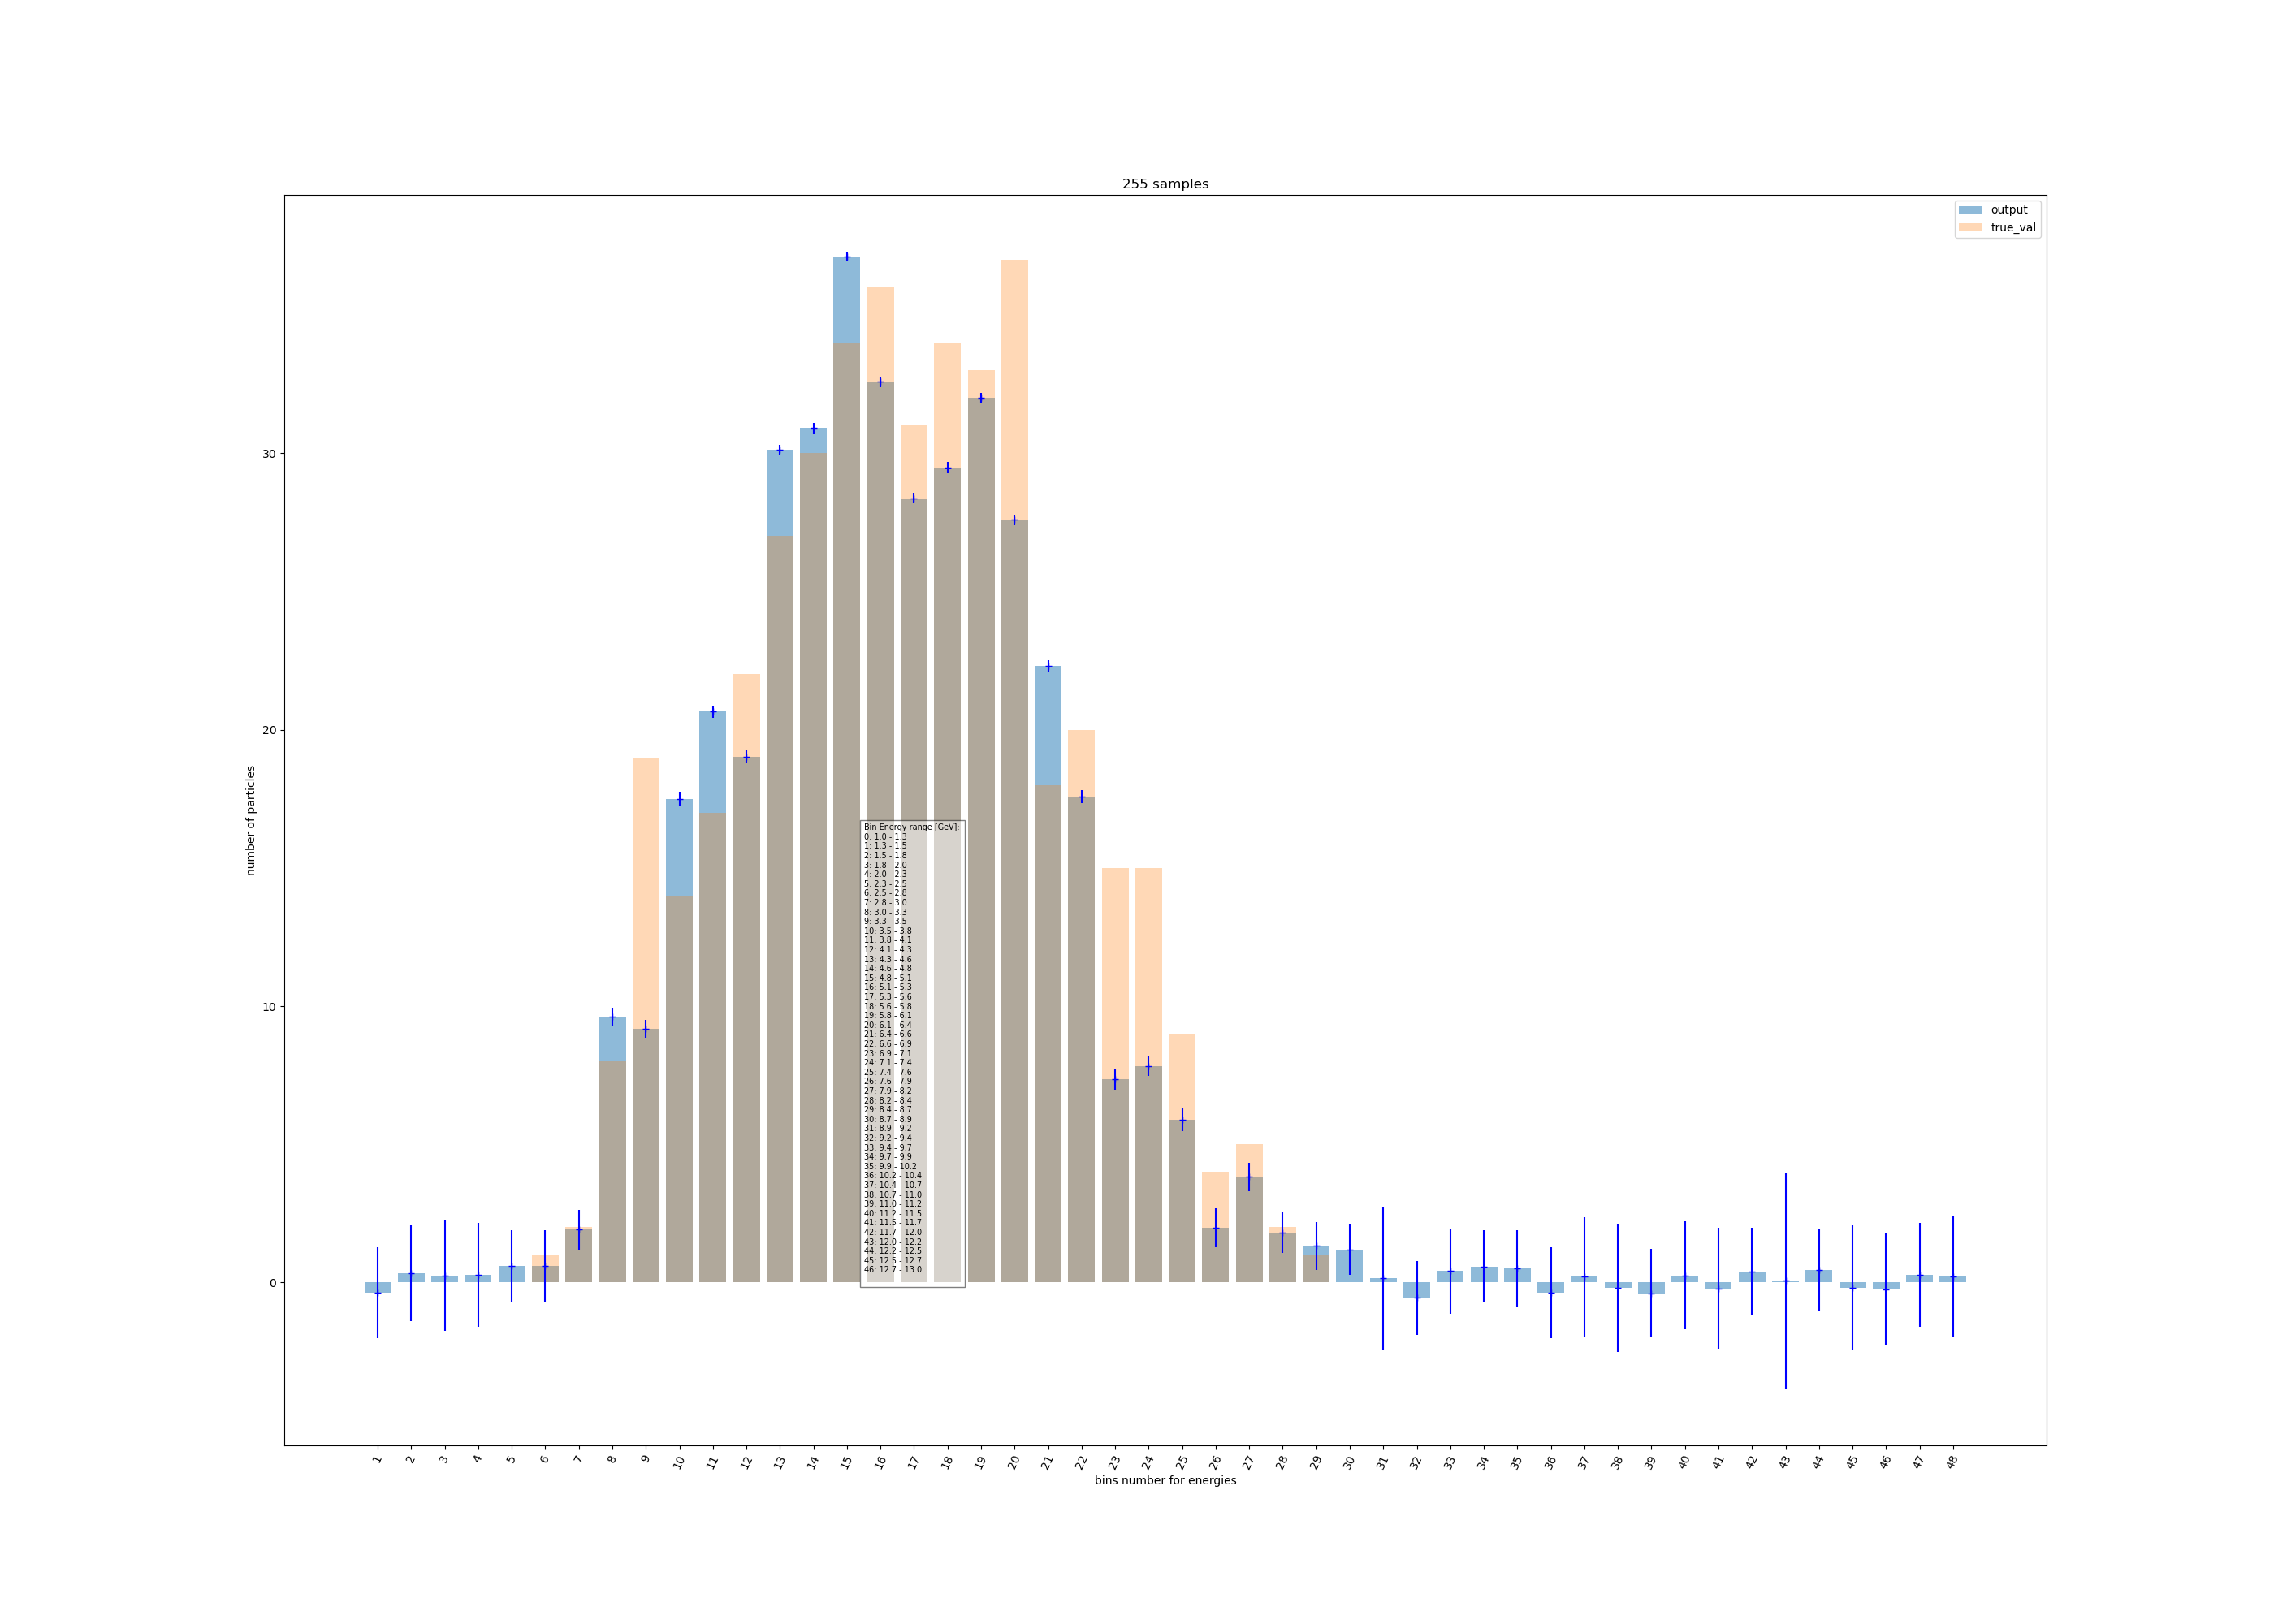 255 samples
output
true_val
30
20
10
0
number of particles
Bin Energy range [GeV]:
0: 1.0 - 1.3
1: 1.3 - 1.5
2: 1.5 - 1.8
3: 1.8 - 2.0
4: 2.0 - 2.3
5: 2.3 - 2.5
6: 2.5 - 2.8
7: 2.8 - 3.0
8: 3.0 - 3.3
9: 3.3 - 3.5
10: 3.5 - 3.8
11: 3.8 - 4.1
12: 4.1 - 4.3
13: 4.3 - 4.6
14: 4.6 - 4.8
15: 4.8 - 5.1
16: 5.1 - 5.3
17: 5.3 - 5.6
18: 5.6 - 5.8
19: 5.8 - 6.1
20: 6.1 - 6.4
21: 6.4 - 6.6
22: 6.6 - 6.9
23: 6.9 - 7.1
24: 7.1 - 7.4
25: 7.4 - 7.6
26: 7.6 - 7.9
27: 7.9 - 8.2
28: 8.2 - 8.4
29: 8.4 - 8.7
30: 8.7 - 8.9
31: 8.9 - 9.2
32: 9.2 - 9.4
33: 9.4 - 9.7
34: 9.7 - 9.9
35: 9.9 - 10.2
36: 10.2 - 10.4
37: 10.4 - 10.7
38: 10.7 - 11.0
39: 11.0 - 11.2
40: 11.2 - 11.5
41: 11.5 - 11.7
42: 11.7 - 12.0
43: 12.0 - 12.2
44: 12.2 - 12.5
45: 12.5 - 12.7
46: 12.7 - 13.0
1 2 3 4 5 6 7 8 9 10 11 12 13 14 15 16 17 18 19 20 21 22 23 24 25 26 27 28 29 30 31 32 33 34 35 36 37 38 39 40 41 42 43 44 45 46 47 48
bins number for energies